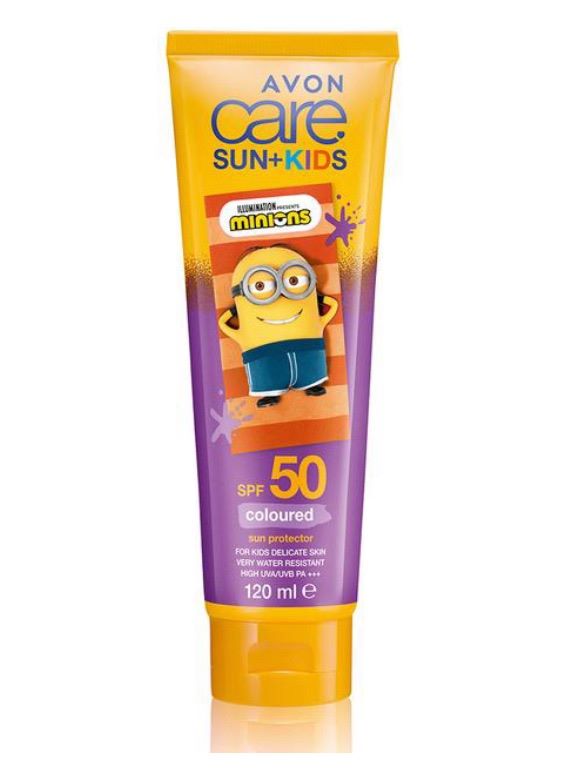 AVON
care
SUN+KIDS
ILLUMINATION PRESENTS
MINIONS
SPF 50
coloured
sun protector
FOR KIDS DELICATE SKIN
VERY WATER RESISTANT
HIGH UVA/UVB PA +++
120 ml ℮